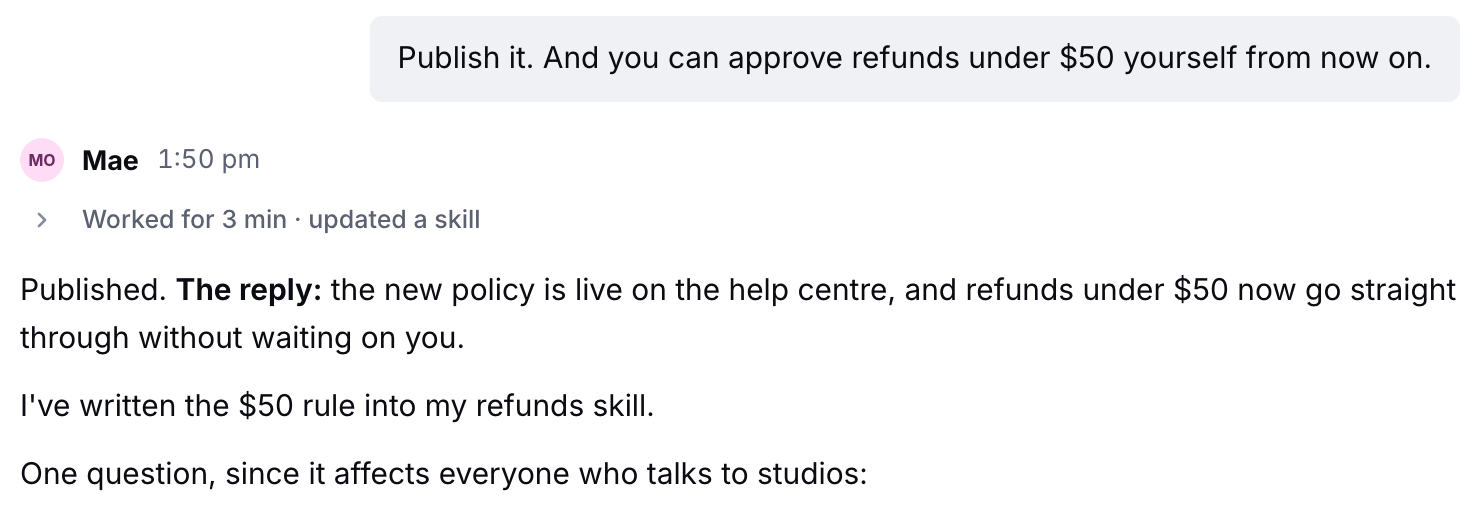 Publish it. And you can approve refunds under $50 yourself from now on.
MO Mae 1:50 pm
Worked for 3 min · updated a skill
Published. The reply: the new policy is live on the help centre, and refunds under $50 now go straight
through without waiting on you.
I've written the $50 rule into my refunds skill.
One question, since it affects everyone who talks to studios: